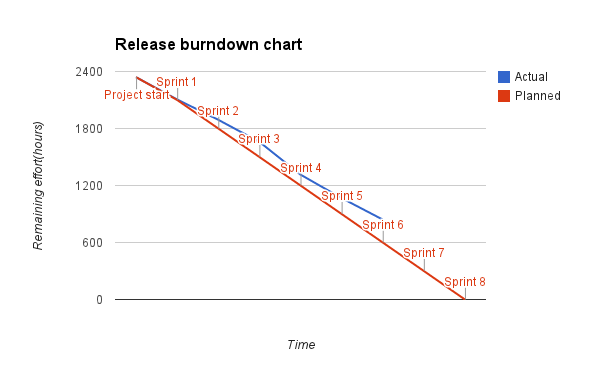 Release burndown chart
2400
1800
1200
600
0
Remaining effort(hours)
Project start
Sprint 1
Sprint 2
Sprint 3
Sprint 4
Sprint 5
Sprint 6
Sprint 7
Sprint 8
Time
Actual
Planned